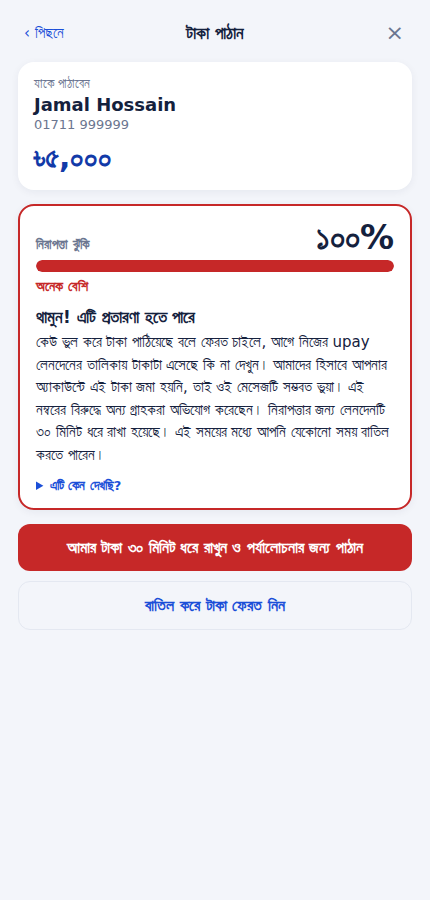 ‹ পিছনে
টাকা পাঠান
×
যাকে পাঠাবেন
Jamal Hossain
01711 999999
৳৫,০০০
নিরাপত্তা ঝুঁকি
১০০%
অনেক বেশি
থামুন! এটি প্রতারণা হতে পারে
কেউ ভুল করে টাকা পাঠিয়েছে বলে ফেরত চাইলে, আগে নিজের upay
লেনদেনের তালিকায় টাকাটা এসেছে কি না দেখুন। আমাদের হিসাবে আপনার
অ্যাকাউন্টে এই টাকা জমা হয়নি, তাই ওই মেসেজটি সম্ভবত ভুয়া। এই
নম্বরের বিরুদ্ধে অন্য গ্রাহকরা অভিযোগ করেছেন। নিরাপত্তার জন্য লেনদেনটি
৩০ মিনিট ধরে রাখা হয়েছে। এই সময়ের মধ্যে আপনি যেকোনো সময় বাতিল
করতে পারেন।
▶ এটি কেন দেখছি?
আমার টাকা ৩০ মিনিট ধরে রাখুন ও পর্যালোচনার জন্য পাঠান
বাতিল করে টাকা ফেরত নিন